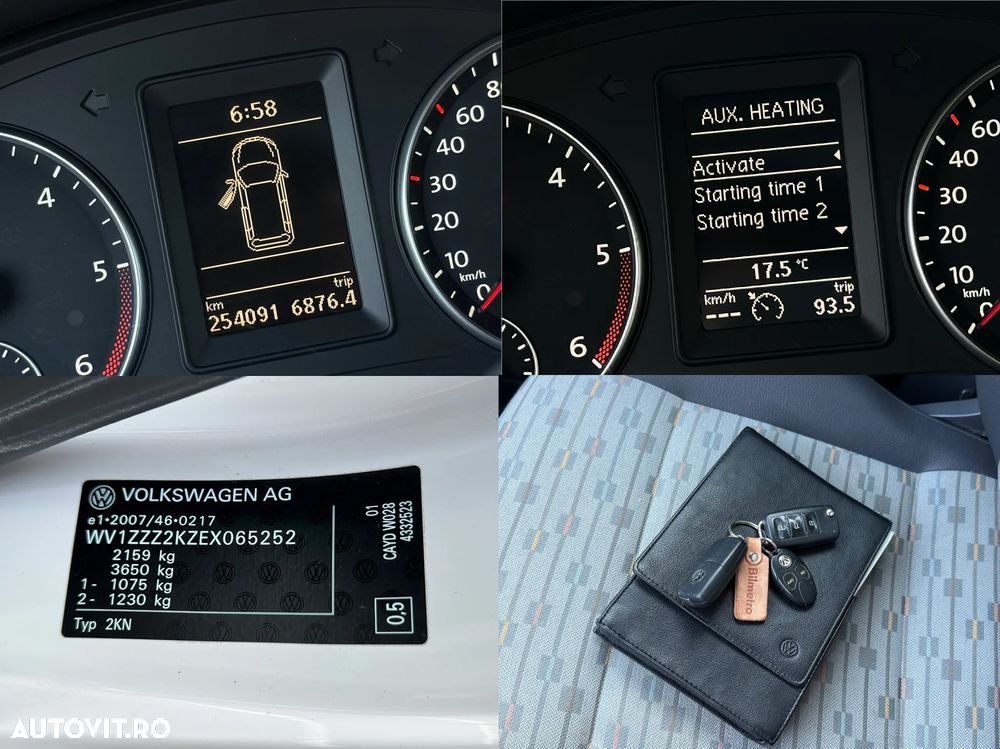 6:58
km
trip
254091 6876.4
4
5
6
8
60
40
30
20
10
km/h
0
AUX. HEATING
Activate
Starting time 1
Starting time 2
17.5 °C
km/h
trip
---
93.5
4
5
6
60
40
30
20
10
km/h
0
VOLKSWAGEN AG
e1*2007/46*0217
WV1ZZZ2KZEX065252
2159 kg
3650 kg
1- 1075 kg
2- 1230 kg
Typ 2KN
01
CAYD W028
4332523
0,5
Bilmetro
AUTOVIT.RO